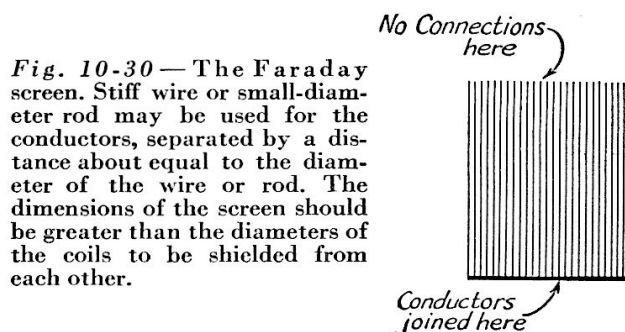 Fig. 10-30 — The Faraday
screen. Stiff wire or small-diam-
eter rod may be used for the
conductors, separated by a dis-
tance about equal to the diam-
eter of the wire or rod. The
dimensions of the screen should
be greater than the diameters of
the coils to be shielded from
each other.
No Connections
here
Conductors
joined here